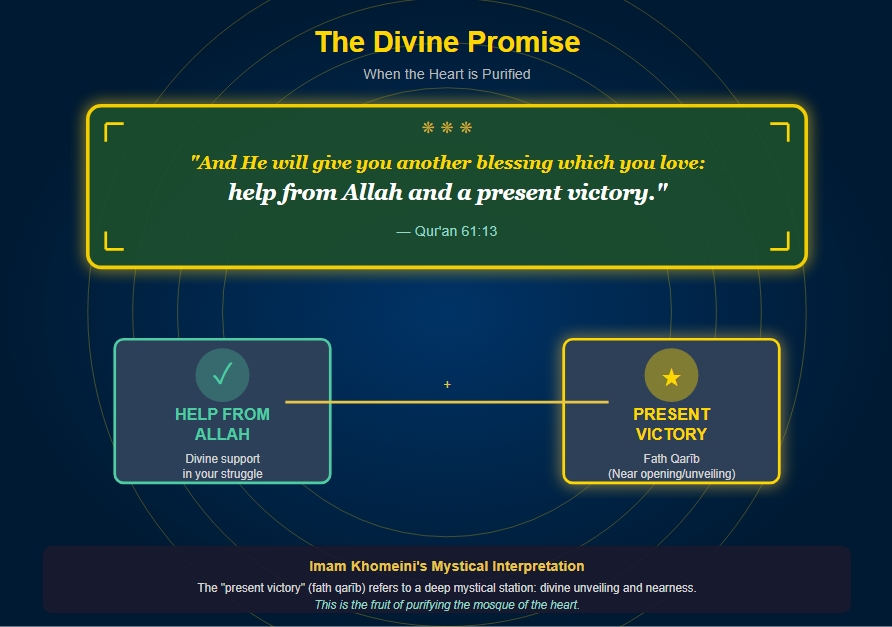 The Divine Promise
When the Heart is Purified
"And He will give you another blessing which you love:
help from Allah and a present victory."
— Qur'an 61:13
+
HELP FROM
ALLAH
Divine support
in your struggle
PRESENT
VICTORY
Fath Qarīb
(Near opening/unveiling)
Imam Khomeini's Mystical Interpretation
The "present victory" (fath qarīb) refers to a deep mystical station: divine unveiling and nearness.
This is the fruit of purifying the mosque of the heart.